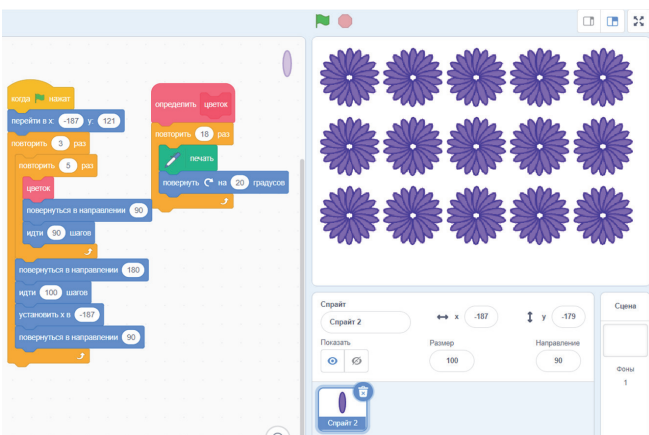 когда нажат
перейти в x: -187 y: 121
повторить 3 раз
повторить 5 раз
цветок
повернуться в направлении 90
идти 90 шагов
повернуться в направлении 180
идти 100 шагов
установить x в -187
повернуться в направлении 90
определить цветок
повторить 18 раз
печать
повернуть на 20 градусов
Спрайт
Спрайт 2
x -187
y -179
Показать
Размер
100
Направление
90
Спрайт 2
Сцена
Фоны
1